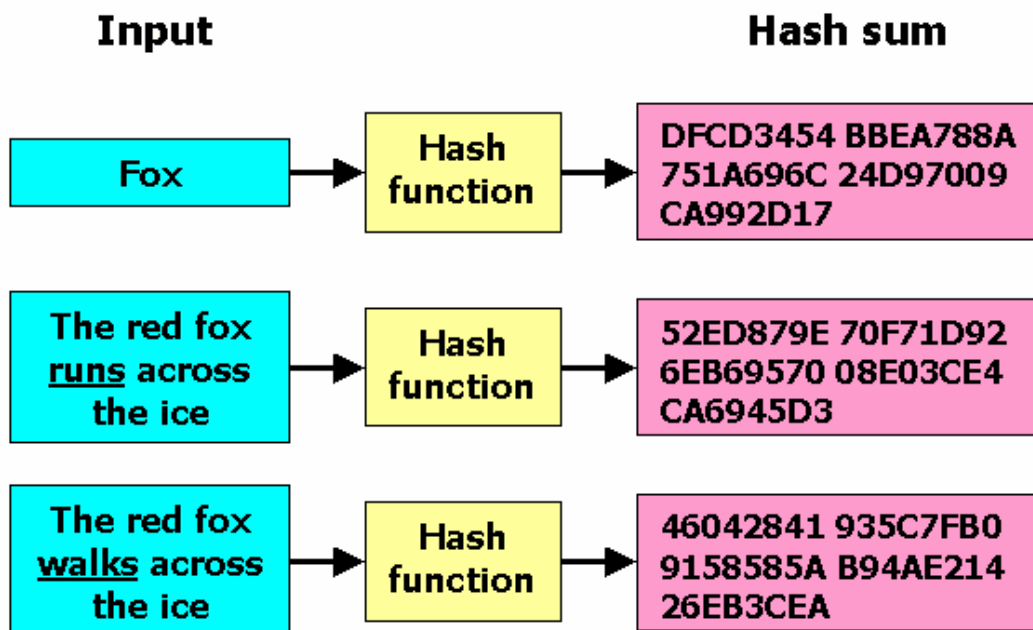 Input
Hash sum
Fox
Hash
function
DFCD3454 BBEA788A
751A696C 24D97009
CA992D17
The red fox
runs across
the ice
Hash
function
52ED879E 70F71D92
6EB69570 08E03CE4
CA6945D3
The red fox
walks across
the ice
Hash
function
46042841 935C7FB0
9158585A B94AE214
26EB3CEA